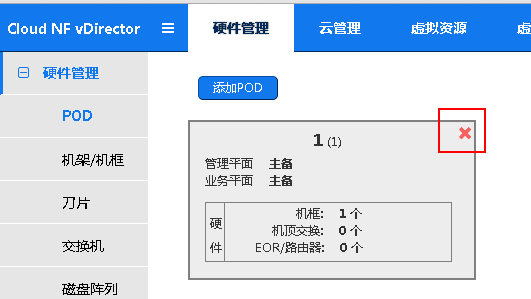 Cloud NF vDirector ≡ 硬件管理 云管理 虚拟资源
硬件管理
POD
机架/机框
刀片
交换机
磁盘阵列
添加POD
1 (1)
管理平面 主备
业务平面 主备
硬件
机框: 1 个
机顶交换: 0 个
EOR/路由器: 0 个